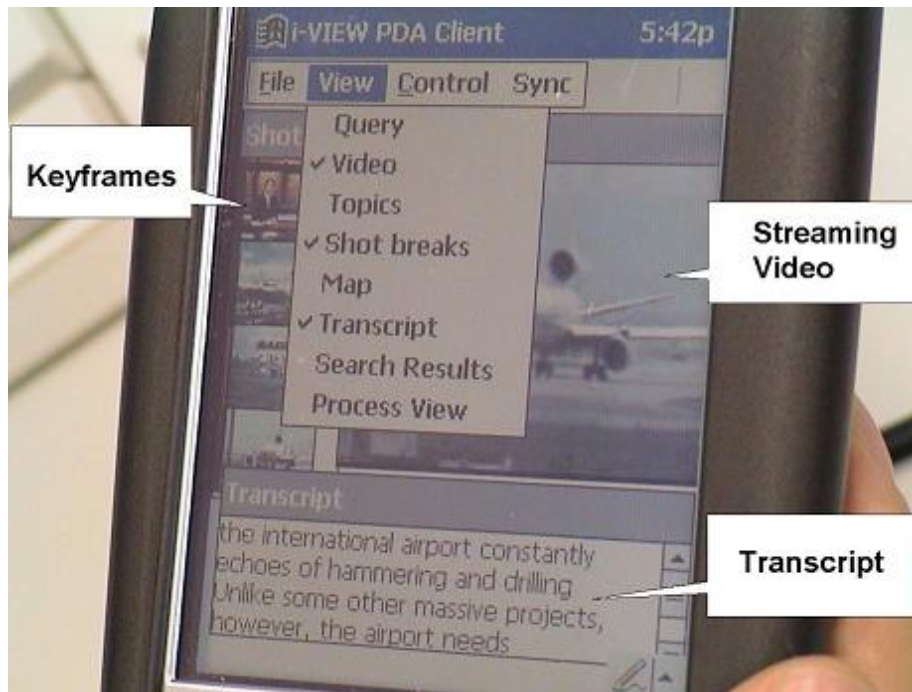 i-VIEW PDA Client 5:42p
File View Control Sync
Shot
Query
Video
Topics
Shot breaks
Map
Transcript
Search Results
Process View
Keyframes
Streaming
Video
Transcript
the international airport constantly
echoes of hammering and drilling
Unlike some other massive projects,
however, the airport needs
Transcript